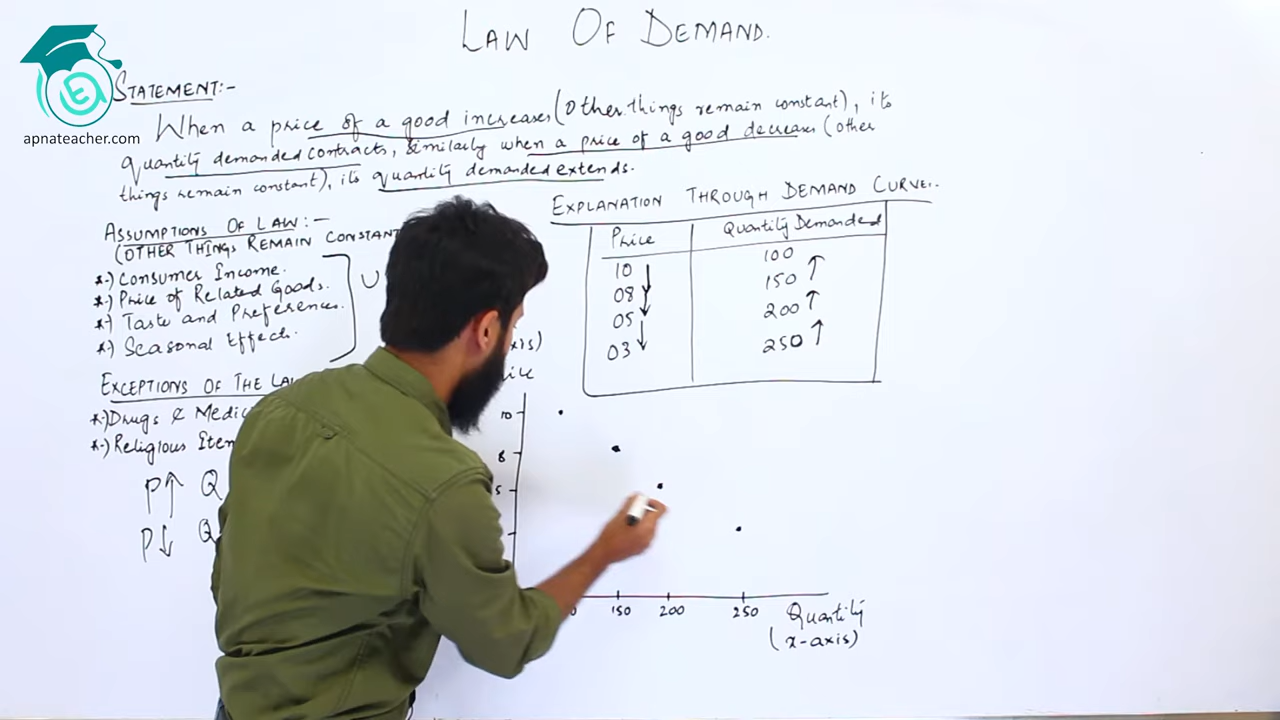 LAW OF DEMAND.
apnateacher.com
STATEMENT:-
When a price of a good increases (Other things remain constant), its
quantity demanded contracts, similarly when a price of a good decreases (other
things remain constant), its quantity demanded extends.
ASSUMPTIONS OF LAW:-
(OTHER THINGS REMAIN CONSTANT
*-) Consumer Income.
*-) Price of Related Goods.
*-) Taste and Preferences.
*-) Seasonal Effect.
U
EXCEPTIONS OF THE LAW
*-) Drugs &
*-) Religious
P↑ Q
P↓ Q
EXPLANATION THROUGH DEMAND CURVE:-
Price Quantity Demanded
10 100
08 150
05 200
03 250
10
8
5
150 200 250 Quantity
(x-axis)